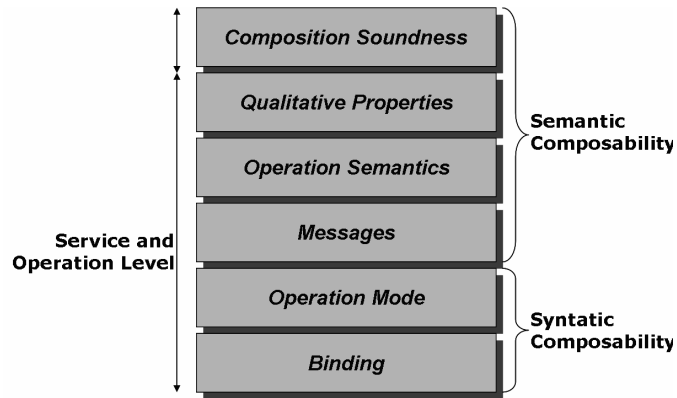 Composition Soundness
Qualitative Properties
Operation Semantics
Messages
Operation Mode
Binding
Service and
Operation Level
Semantic
Composability
Syntatic
Composability